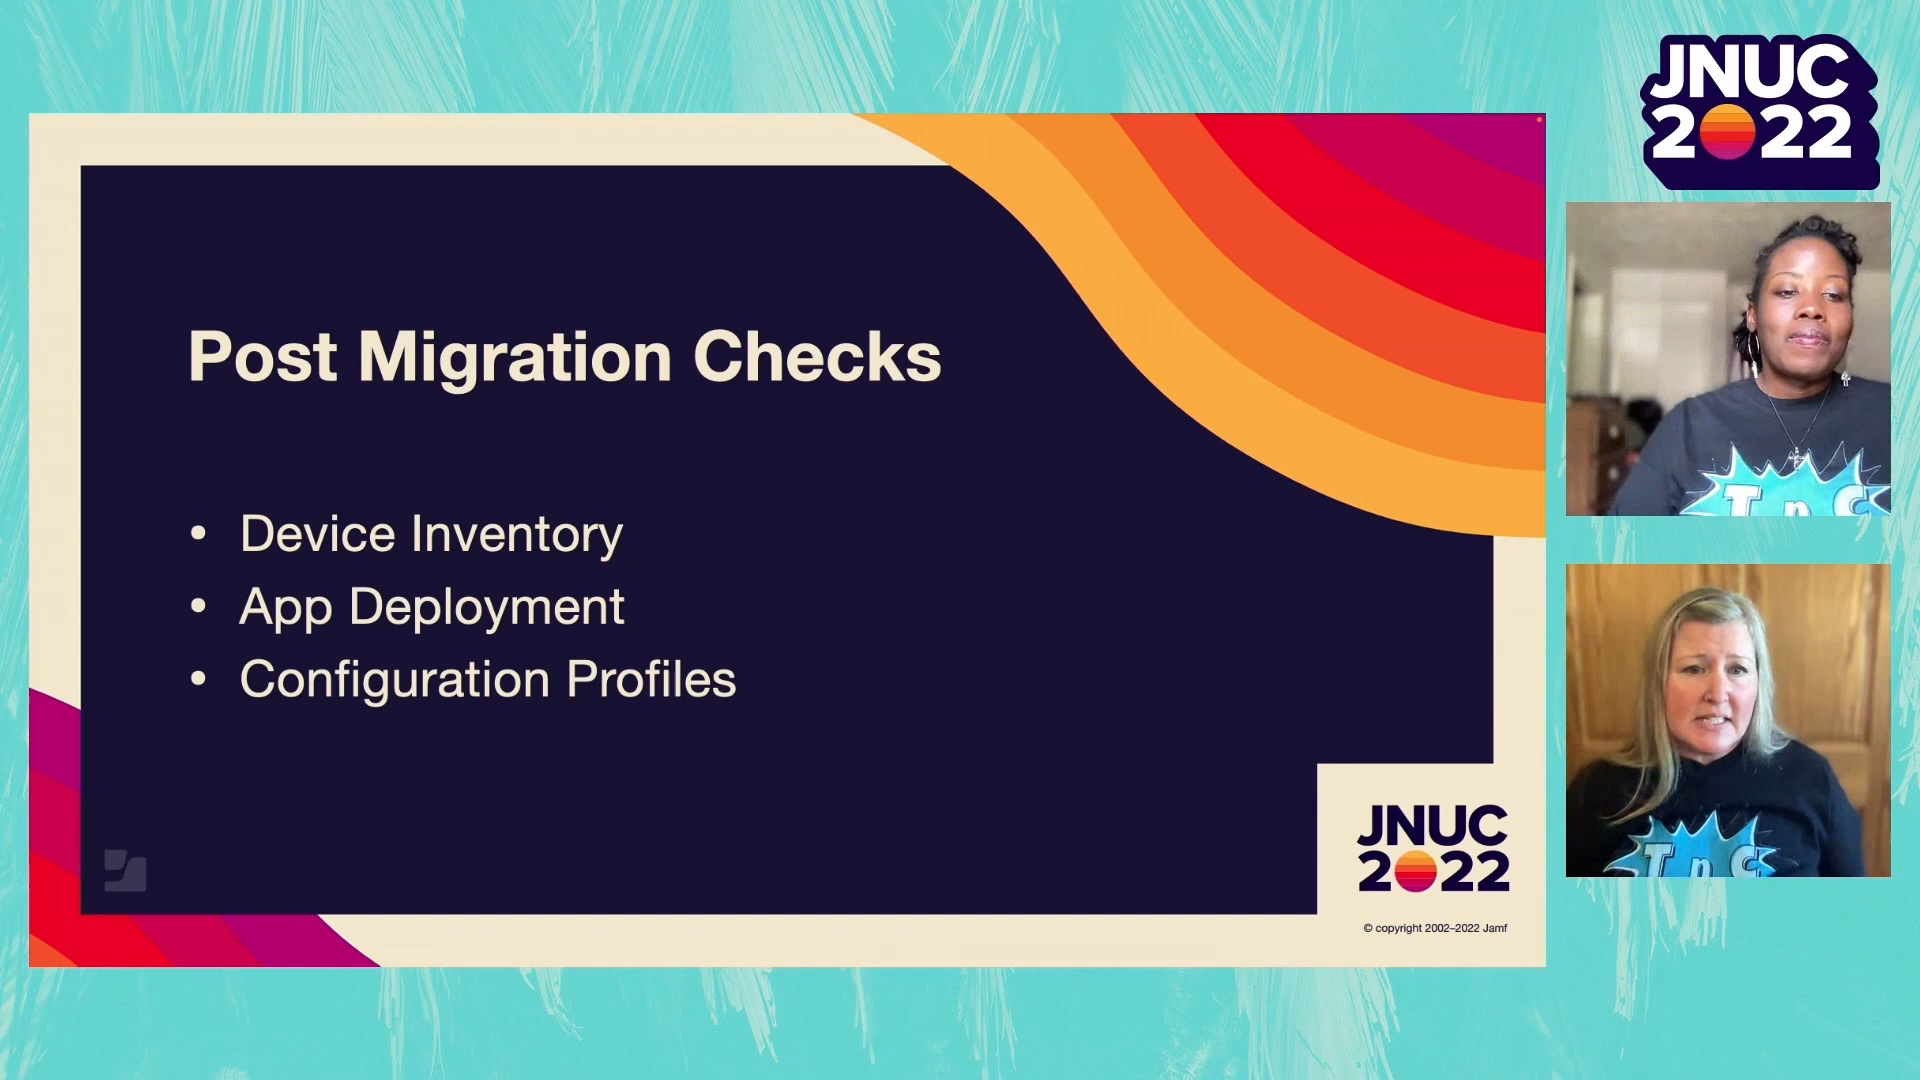 JNUC
2022
Post Migration Checks
• Device Inventory
• App Deployment
• Configuration Profiles
JNUC
2022
© copyright 2002–2022 Jamf
T n C
T n C